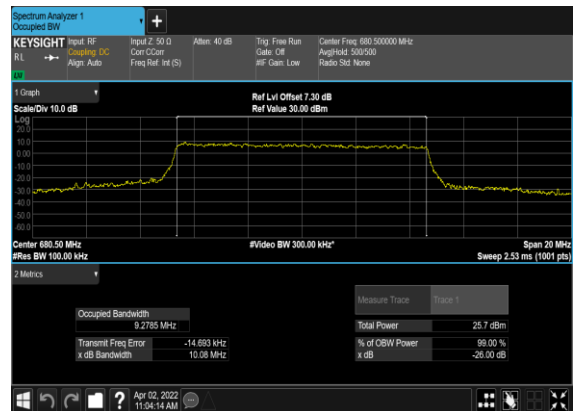 Spectrum Analyzer 1
Occupied BW
+
KEYSIGHT Input: RF Input Z: 50 Ω Atten: 40 dB Trig: Free Run Center Freq: 680.500000 MHz
RL Coupling: DC Corr CCorr Gate: Off Avg|Hold: 500/500
Align: Auto Freq Ref: Int (S) #IF Gain: Low Radio Std: None
1 Graph
Ref Lvl Offset 7.30 dB
Scale/Div 10.0 dB Ref Value 30.00 dBm
Log
20.0
10.0
0.00
-10.0
-20.0
-30.0
-40.0
-50.0
-60.0
Center 680.50 MHz #Video BW 300.00 kHz* Span 20 MHz
#Res BW 100.00 kHz Sweep 2.53 ms (1001 pts)
2 Metrics
Measure Trace Trace 1
Occupied Bandwidth
9.2785 MHz Total Power 25.7 dBm
Transmit Freq Error -14.693 kHz % of OBW Power 99.00 %
x dB Bandwidth 10.08 MHz x dB -26.00 dB
? Apr 02, 2022
11:04:14 AM